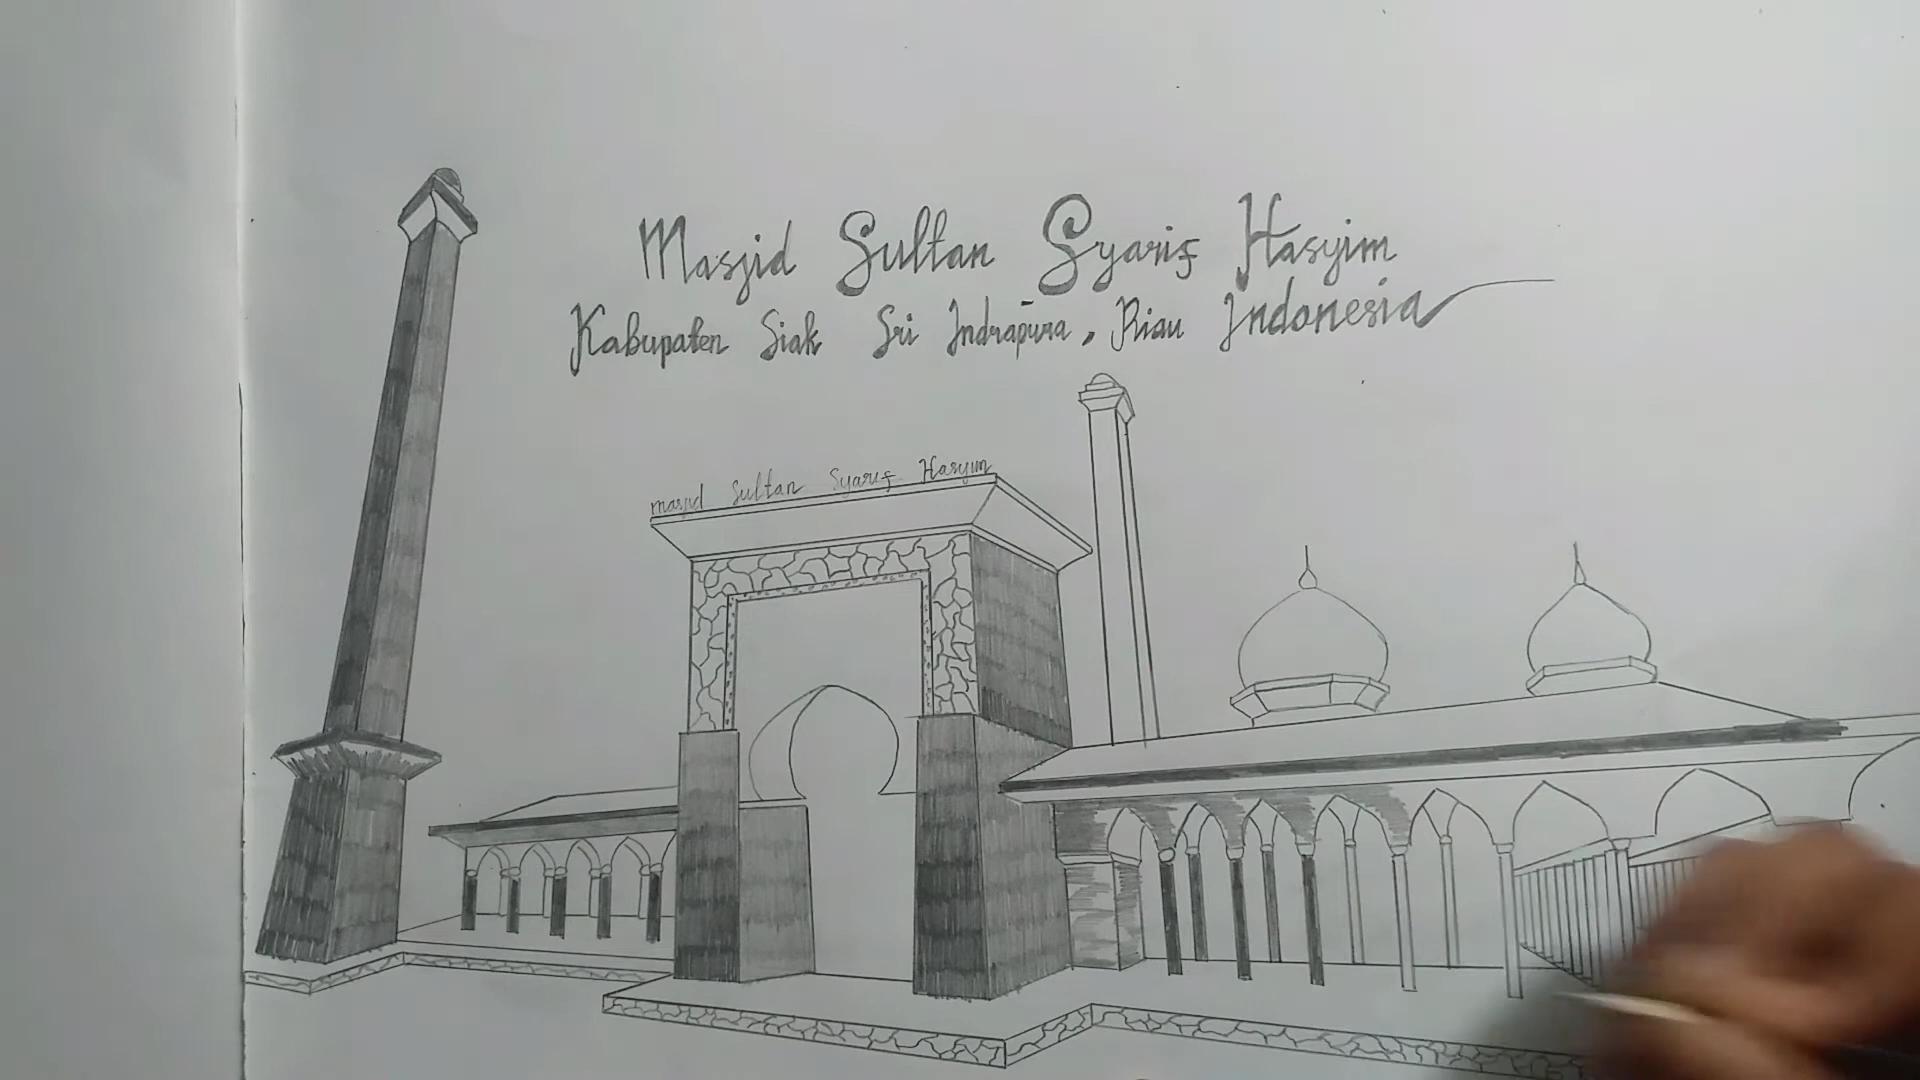 Masjid Sultan Syarif Hasyim
Kabupaten Siak Sri Indrapura, Riau Indonesia
masjid Sultan Syarif Hasyim